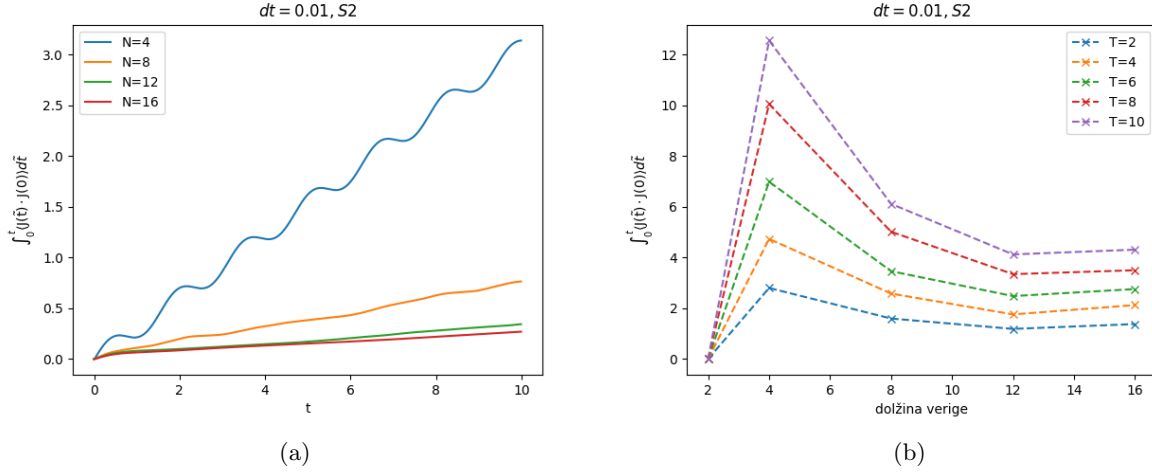 dt = 0.01, S2
N=4
N=8
N=12
N=16
3.0
2.5
2.0
1.5
1.0
0.5
0.0
∫₀ᵗ⟨J(t̃) · J(0)⟩dt̃
0 2 4 6 8 10
t
(a)
dt = 0.01, S2
T=2
T=4
T=6
T=8
T=10
12
10
8
6
4
2
0
∫₀ᵗ⟨J(t̃) · J(0)⟩dt̃
2 4 6 8 10 12 14 16
dolžina verige
(b)